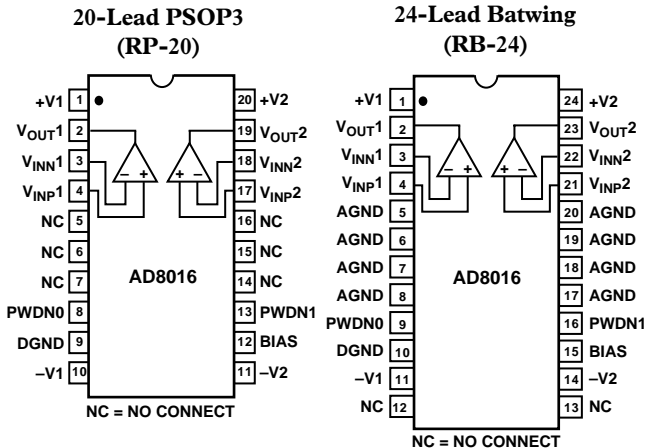 20-Lead PSOP3
(RP-20)
+V1 1
20 +V2
VOUT1 2
19 VOUT2
VINN1 3
18 VINN2
VINP1 4
17 VINP2
NC 5
16 NC
NC 6
15 NC
NC 7
14 NC
PWDN0 8
13 PWDN1
DGND 9
12 BIAS
–V1 10
11 –V2
– +
+ –
AD8016
NC = NO CONNECT
24-Lead Batwing
(RB-24)
+V1 1
24 +V2
VOUT1 2
23 VOUT2
VINN1 3
22 VINN2
VINP1 4
21 VINP2
AGND 5
20 AGND
AGND 6
19 AGND
AGND 7
18 AGND
AGND 8
17 AGND
PWDN0 9
16 PWDN1
DGND 10
15 BIAS
–V1 11
14 –V2
NC 12
13 NC
– +
+ –
AD8016
NC = NO CONNECT